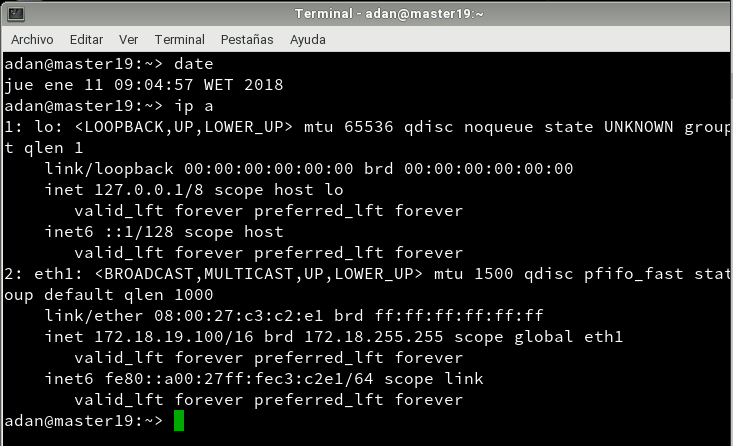 Terminal - adan@master19:~
Archivo Editar Ver Terminal Pestañas Ayuda
adan@master19:~> date
jue ene 11 09:04:57 WET 2018
adan@master19:~> ip a
1: lo: <LOOPBACK,UP,LOWER_UP> mtu 65536 qdisc noqueue state UNKNOWN group
t qlen 1
    link/loopback 00:00:00:00:00:00 brd 00:00:00:00:00:00
    inet 127.0.0.1/8 scope host lo
       valid_lft forever preferred_lft forever
    inet6 ::1/128 scope host
       valid_lft forever preferred_lft forever
2: eth1: <BROADCAST,MULTICAST,UP,LOWER_UP> mtu 1500 qdisc pfifo_fast stat
oup default qlen 1000
    link/ether 08:00:27:c3:c2:e1 brd ff:ff:ff:ff:ff:ff
    inet 172.18.19.100/16 brd 172.18.255.255 scope global eth1
       valid_lft forever preferred_lft forever
    inet6 fe80::a00:27ff:fec3:c2e1/64 scope link
       valid_lft forever preferred_lft forever
adan@master19:~>